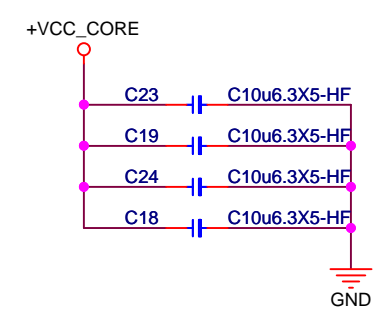 +VCC_CORE
C23 C10u6.3X5-HF
C19 C10u6.3X5-HF
C24 C10u6.3X5-HF
C18 C10u6.3X5-HF
GND